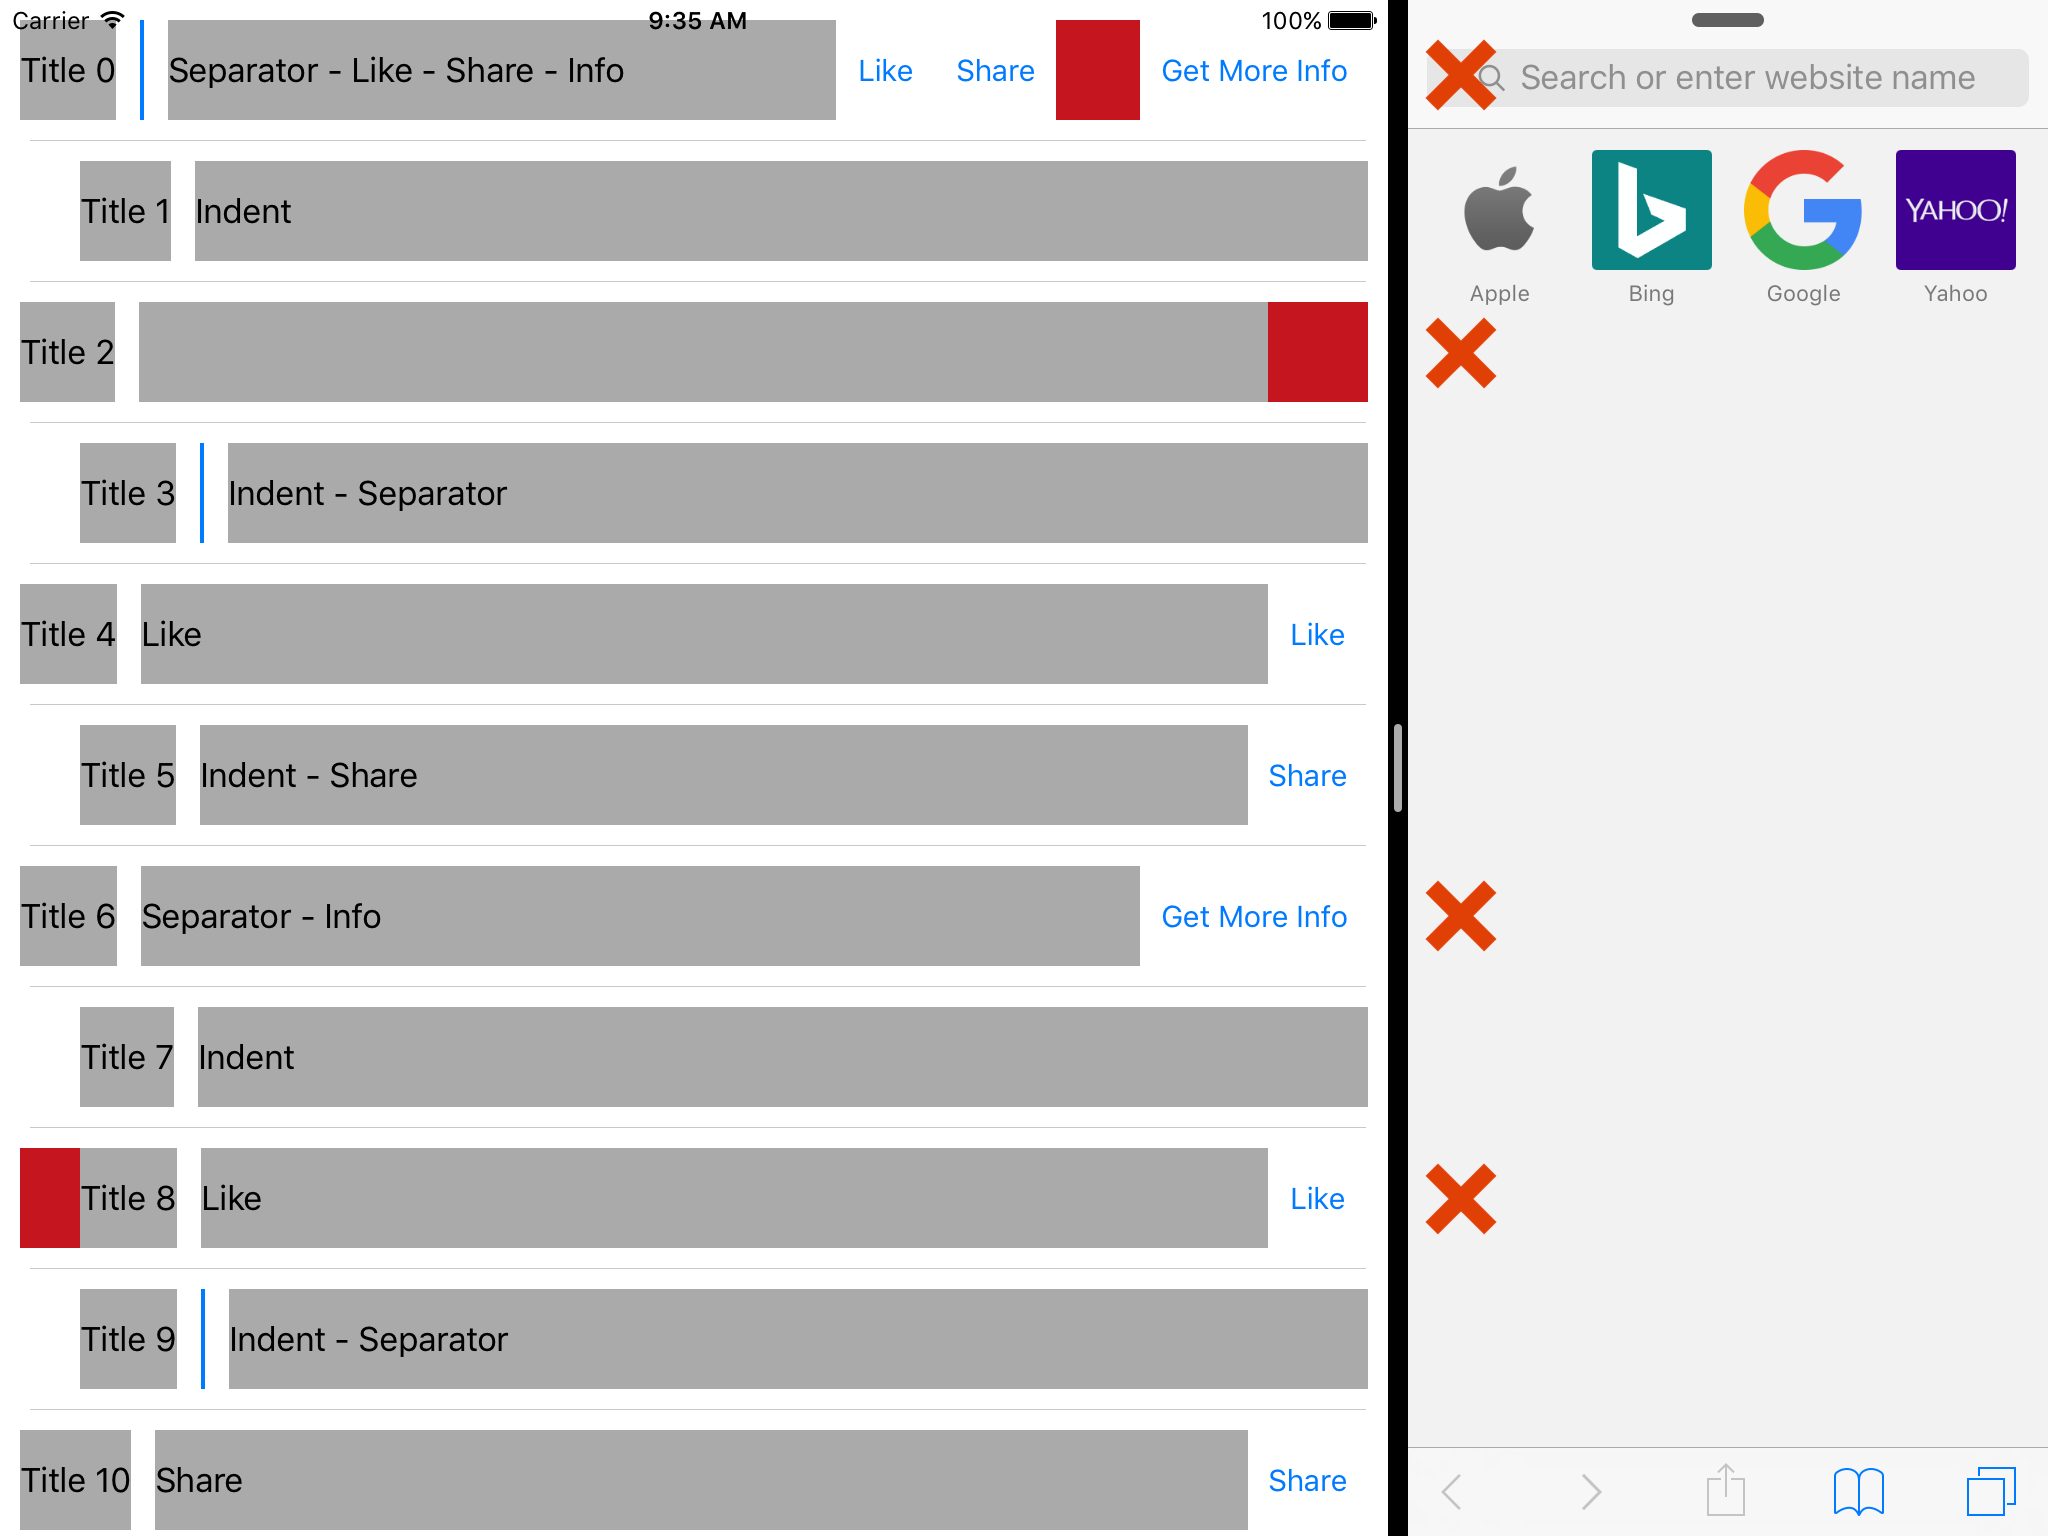 Carrier 9:35 AM 100%
Title 0 Separator - Like - Share - Info Like Share Get More Info
Title 1 Indent
Title 2
Title 3 Indent - Separator
Title 4 Like Like
Title 5 Indent - Share Share
Title 6 Separator - Info Get More Info
Title 7 Indent
Title 8 Like Like
Title 9 Indent - Separator
Title 10 Share Share
Search or enter website name
YAHOO!
Apple Bing Google Yahoo